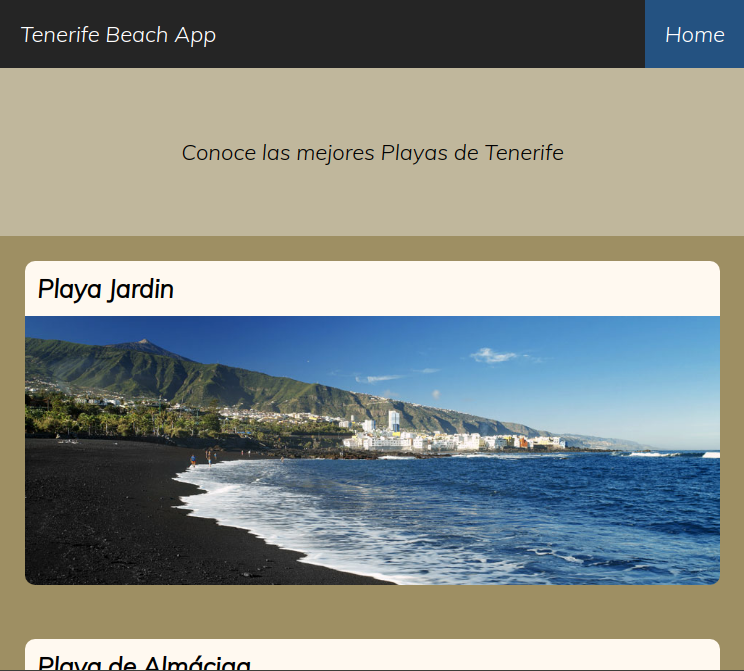 Tenerife Beach App
Home
Conoce las mejores Playas de Tenerife
Playa Jardin
Playa de Almáciga